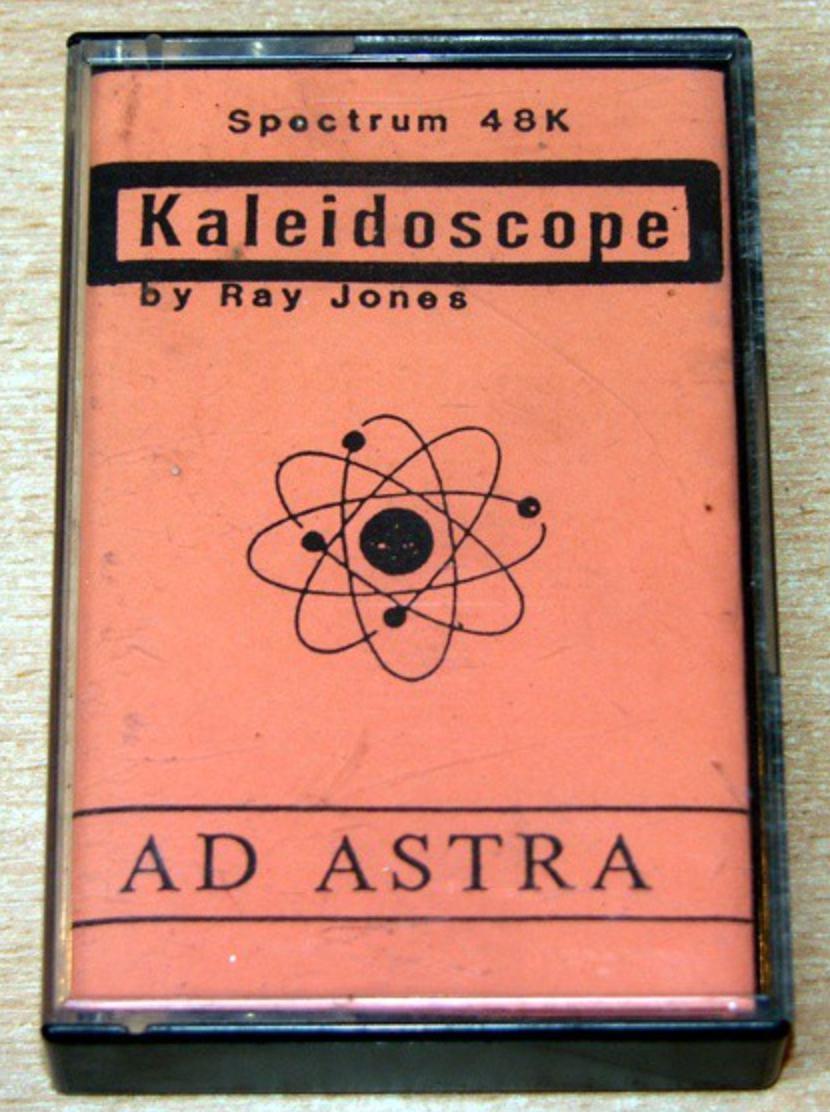 Spectrum 48K
Kaleidoscope
by Ray Jones
AD ASTRA